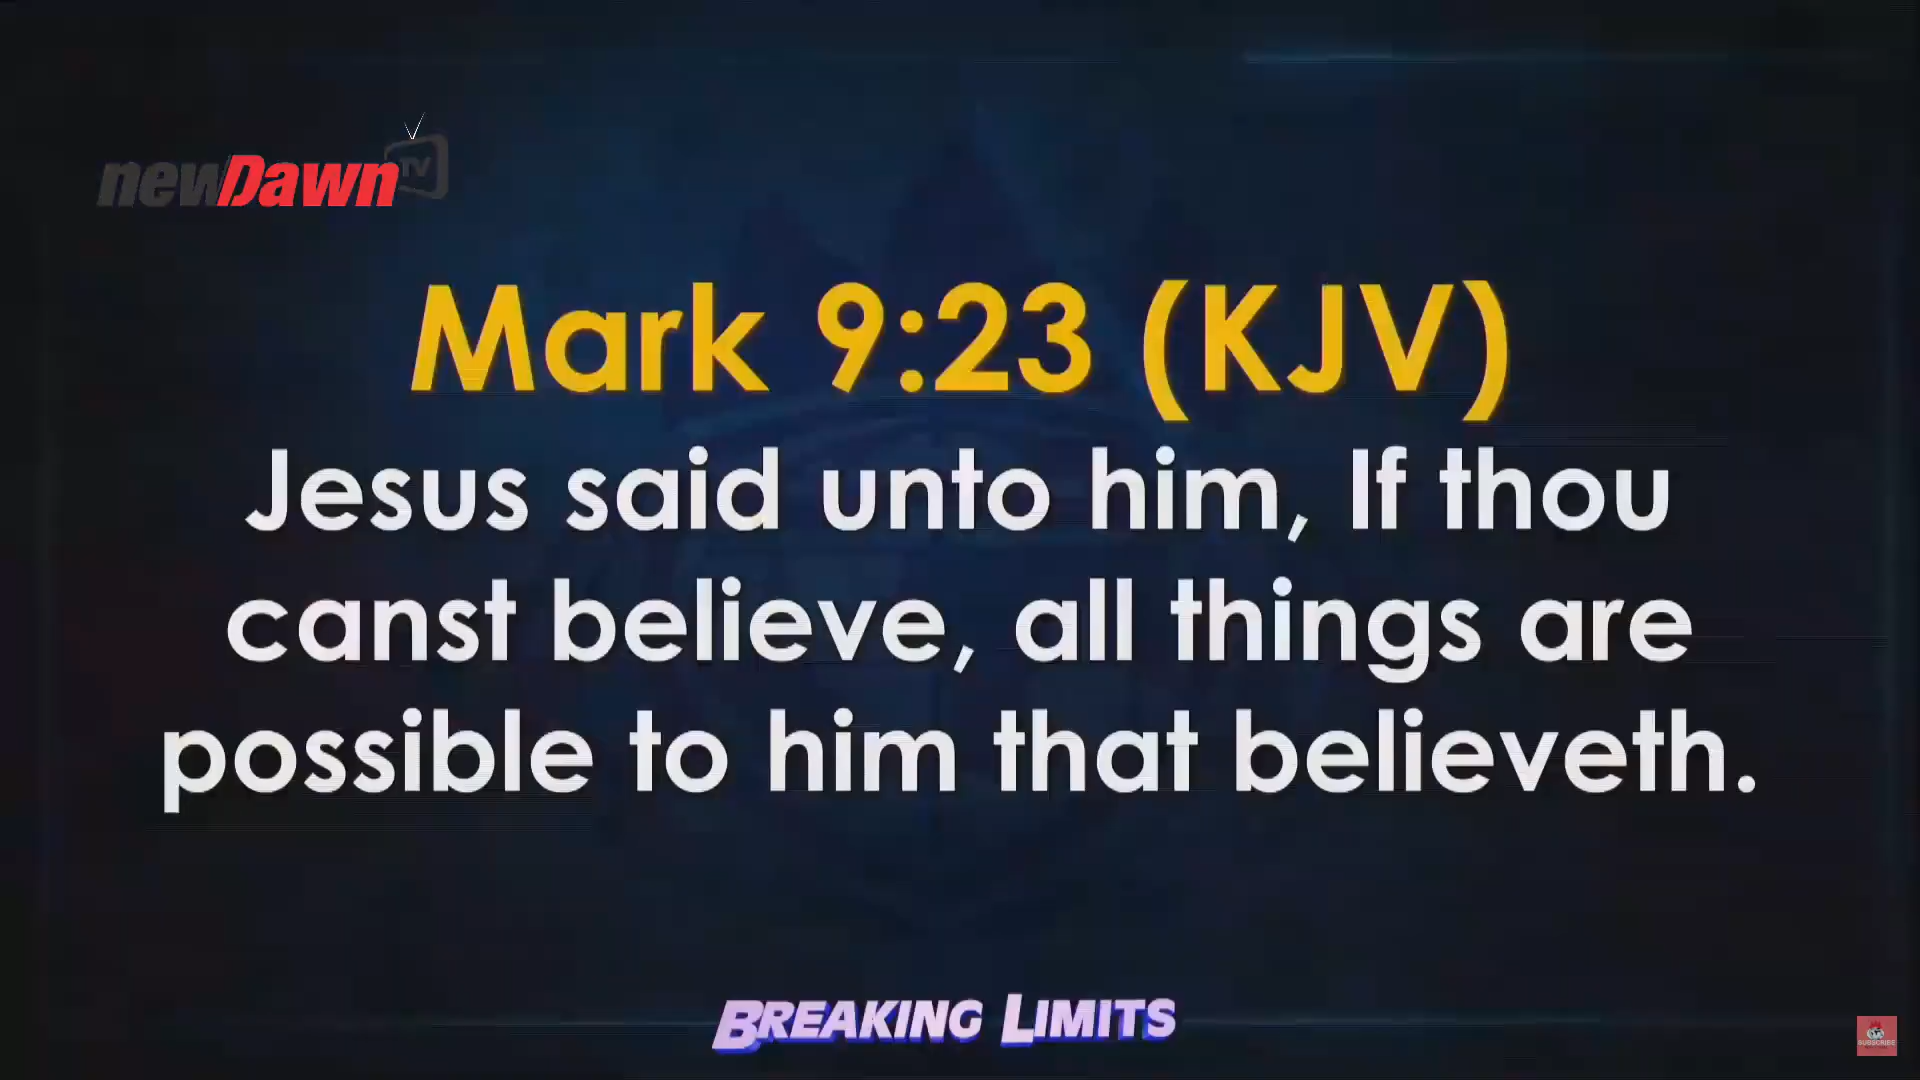 newDawn TV
Mark 9:23 (KJV)
Jesus said unto him, If thou
canst believe, all things are
possible to him that believeth.
BREAKING LIMITS
SUBSCRIBE